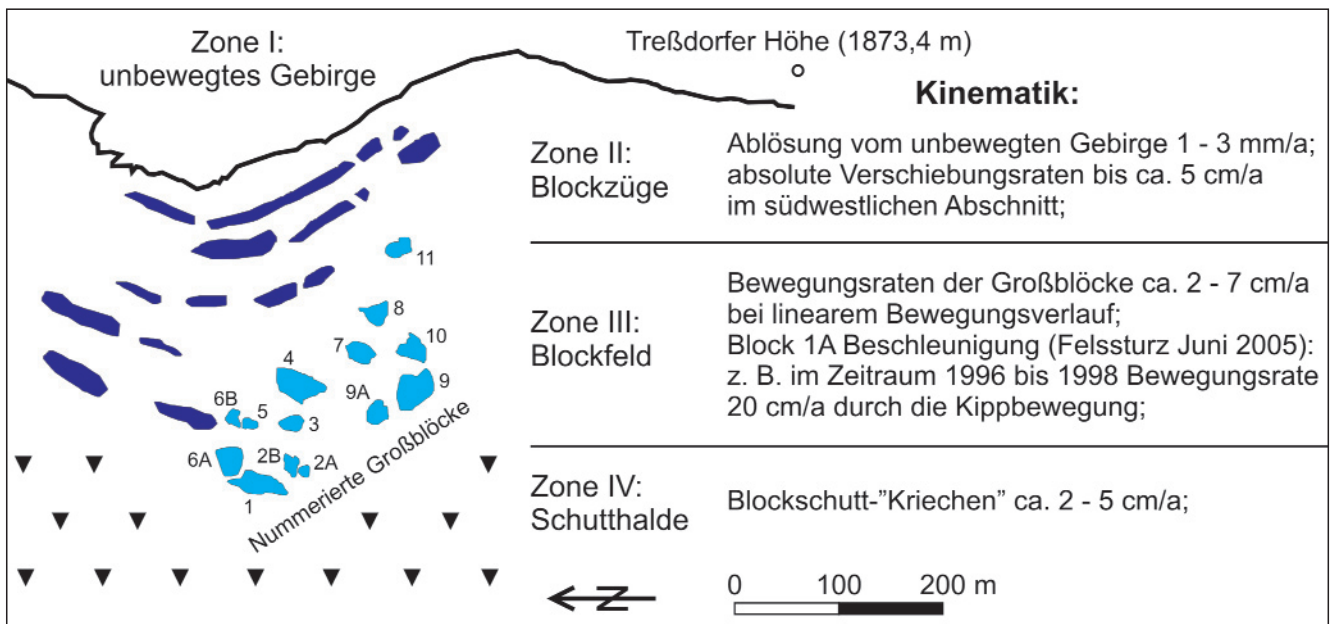 Zone I:
unbewegtes Gebirge
Treßdorfer Höhe (1873,4 m)
Kinematik:
Zone II:
Blockzüge
Ablösung vom unbewegten Gebirge 1 - 3 mm/a;
absolute Verschiebungsraten bis ca. 5 cm/a
im südwestlichen Abschnitt;
Zone III:
Blockfeld
Bewegungsraten der Großblöcke ca. 2 - 7 cm/a
bei linearem Bewegungsverlauf;
Block 1A Beschleunigung (Felssturz Juni 2005):
z. B. im Zeitraum 1996 bis 1998 Bewegungsrate
20 cm/a durch die Kippbewegung;
Zone IV:
Schutthalde
Blockschutt-"Kriechen" ca. 2 - 5 cm/a;
11
8
7
10
4
9
9A
6B
5
3
6A
2B
2A
1
Nummerierte Großblöcke
N
0 100 200 m